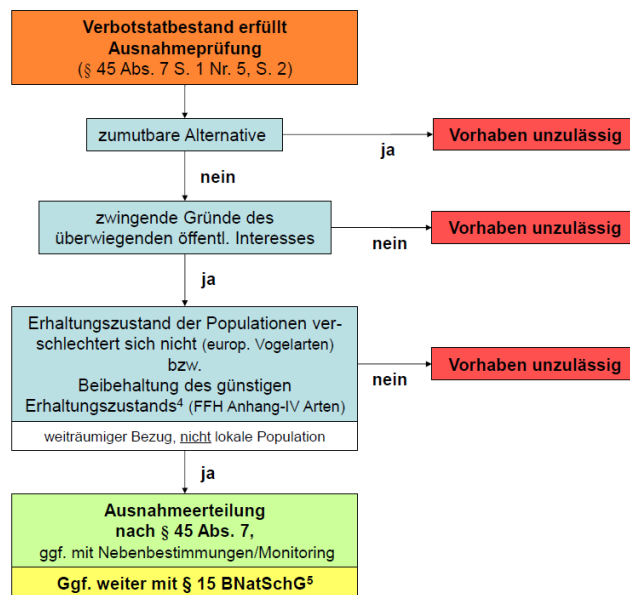 Verbotstatbestand erfüllt
Ausnahmeprüfung
(§ 45 Abs. 7 S. 1 Nr. 5, S. 2)
zumutbare Alternative
ja
Vorhaben unzulässig
nein
zwingende Gründe des
überwiegenden öffentl. Interesses
nein
Vorhaben unzulässig
ja
Erhaltungszustand der Populationen ver-
schlechtert sich nicht (europ. Vogelarten)
bzw.
Beibehaltung des günstigen
Erhaltungszustands⁴ (FFH Anhang-IV Arten)
weiträumiger Bezug, nicht lokale Population
nein
Vorhaben unzulässig
ja
Ausnahmeerteilung
nach § 45 Abs. 7,
ggf. mit Nebenbestimmungen/Monitoring
Ggf. weiter mit § 15 BNatSchG⁵